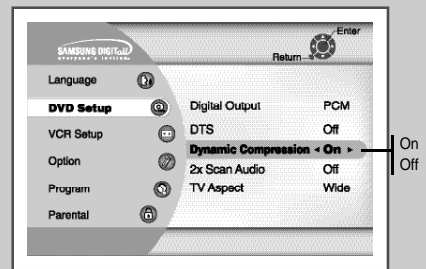 Enter
SAMSUNG DIGITall
everyone's invited.
Return
Language
DVD Setup
VCR Setup
Option
Program
Parental
Digital Output PCM
DTS Off
Dynamic Compression ◄ On ►
2x Scan Audio Off
TV Aspect Wide
On
Off